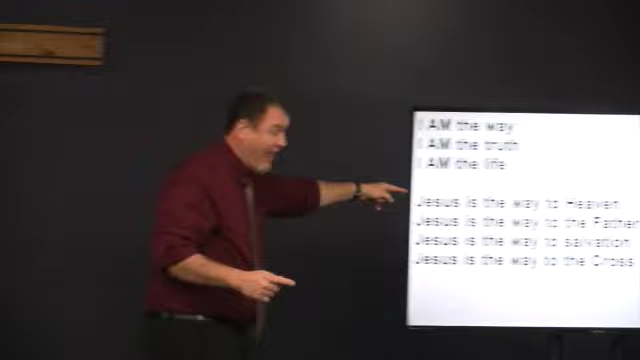 I AM the way
I AM the truth
I AM the life
Jesus is the way to Heaven
Jesus is the way to the Father
Jesus is the way to salvation
Jesus is the way to the Cross